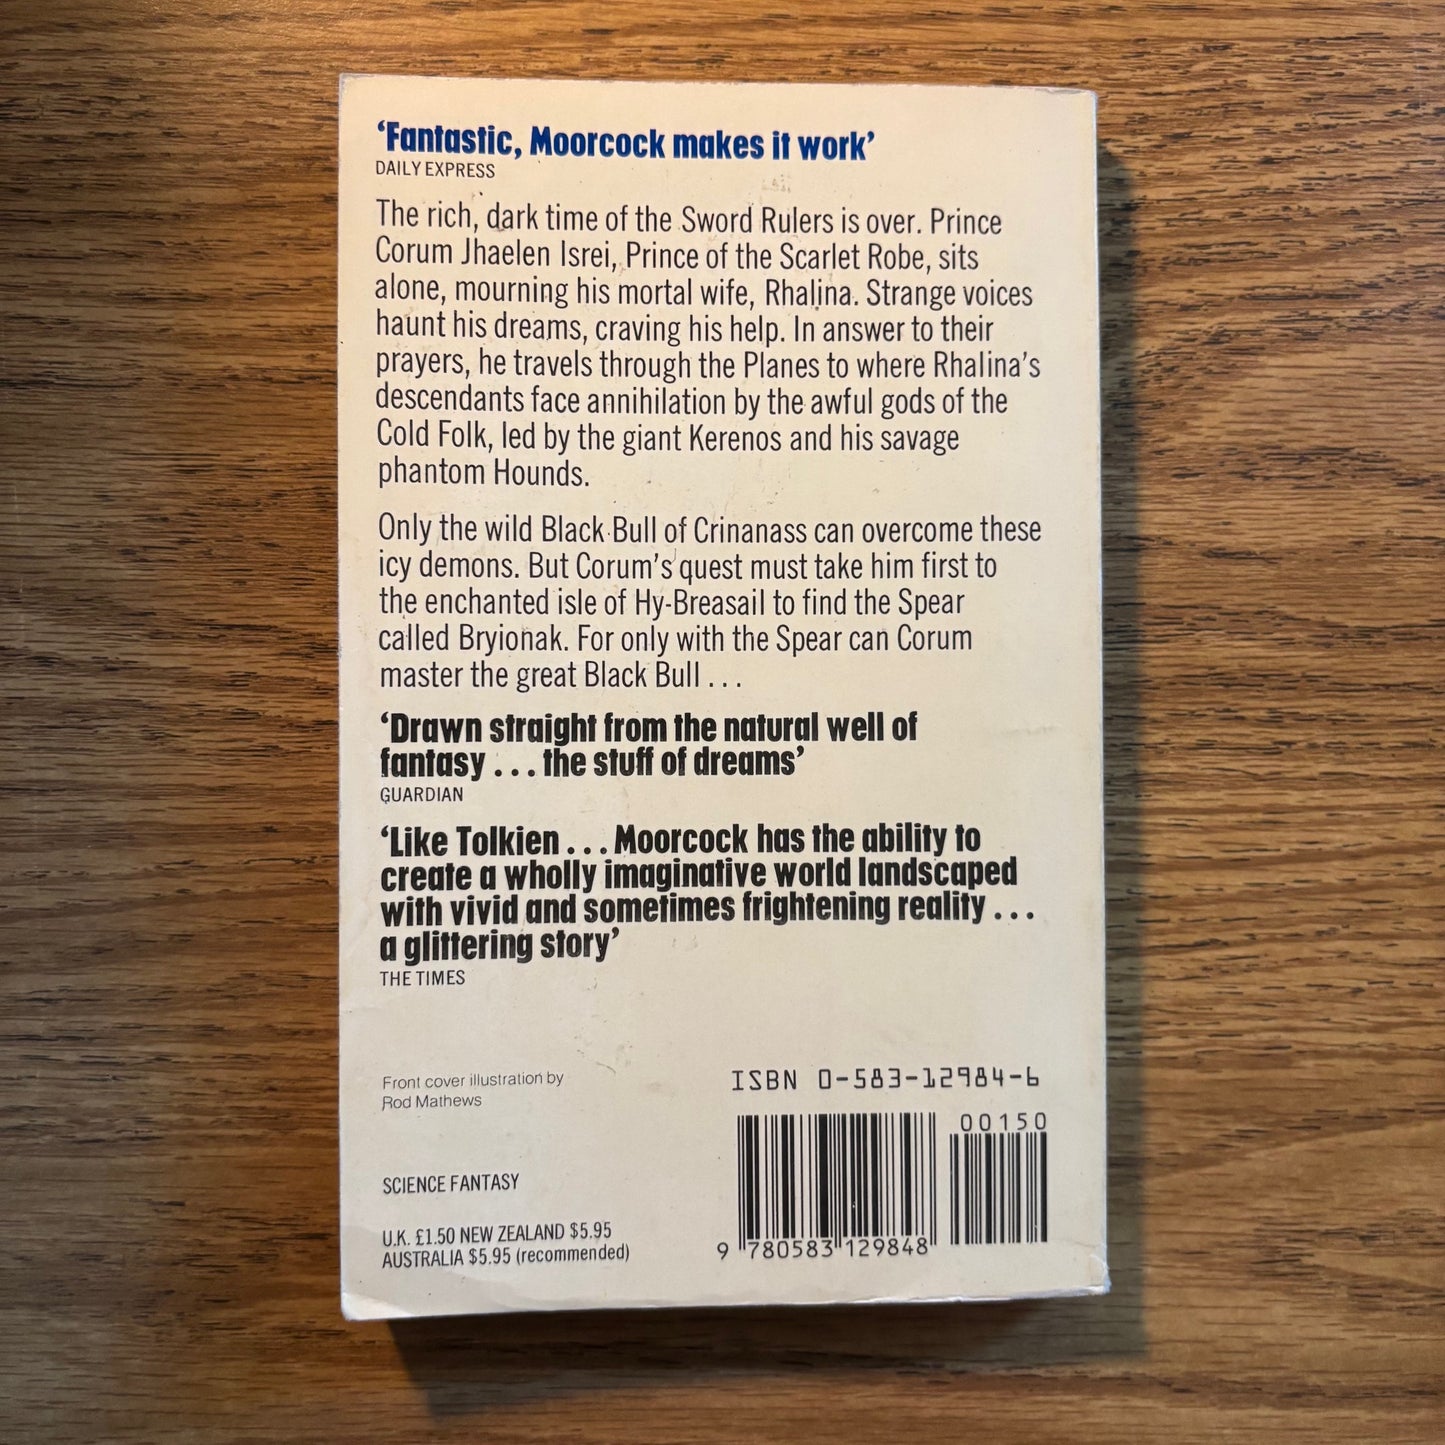 ‘Fantastic, Moorcock makes it work’
DAILY EXPRESS
The rich, dark time of the Sword Rulers is over. Prince
Corum Jhaelen Isrei, Prince of the Scarlet Robe, sits
alone, mourning his mortal wife, Rhalina. Strange voices
haunt his dreams, craving his help. In answer to their
prayers, he travels through the Planes to where Rhalina’s
descendants face annihilation by the awful gods of the
Cold Folk, led by the giant Kerenos and his savage
phantom Hounds.
Only the wild Black Bull of Crinanass can overcome these
icy demons. But Corum’s quest must take him first to
the enchanted isle of Hy-Breasail to find the Spear
called Bryionak. For only with the Spear can Corum
master the great Black Bull . . .
‘Drawn straight from the natural well of
fantasy . . . the stuff of dreams’
GUARDIAN
‘Like Tolkien . . . Moorcock has the ability to
create a wholly imaginative world landscaped
with vivid and sometimes frightening reality . . .
a glittering story’
THE TIMES
Front cover illustration by
Rod Mathews
SCIENCE FANTASY
U.K. £1.50 NEW ZEALAND $5.95
AUSTRALIA $5.95 (recommended)
ISBN 0-583-12984-6
00150
9 780583 129848